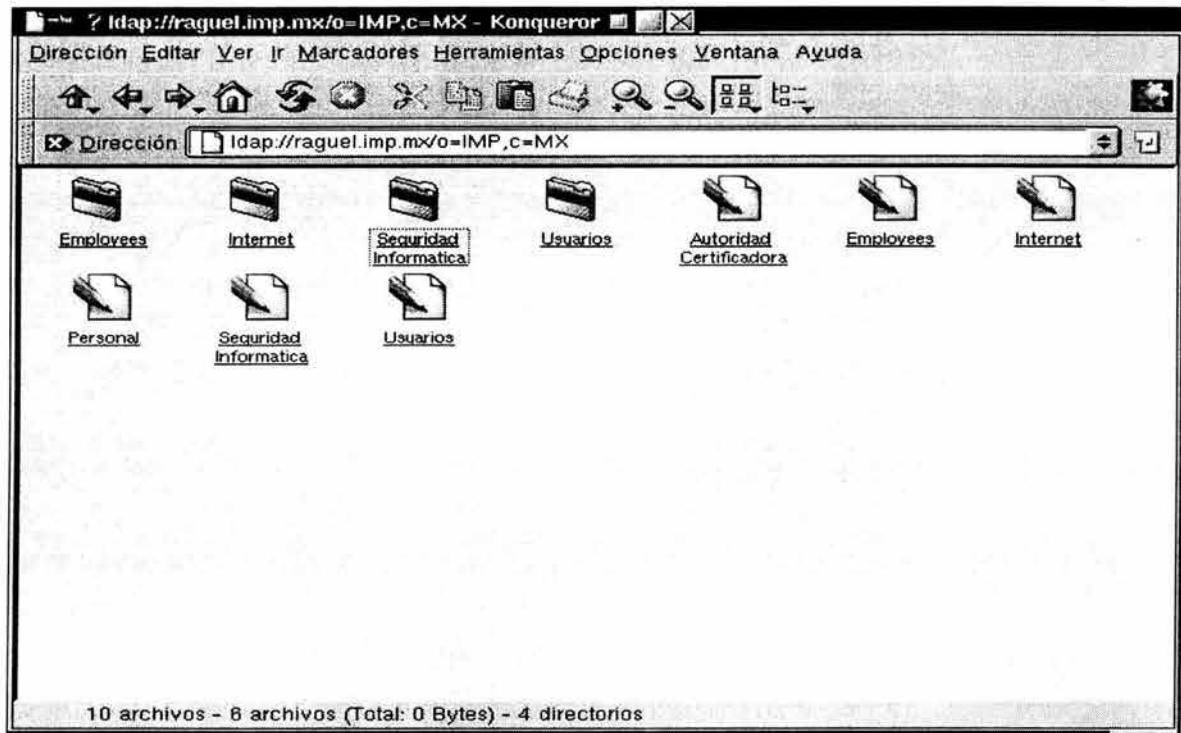 ? ldap://raguel.imp.mx/o=IMP,c=MX - Konqueror
Dirección Editar Ver Ir Marcadores Herramientas Opciones Ventana Ayuda
Dirección ldap://raguel.imp.mx/o=IMP,c=MX
Employees Internet Seguridad Informatica Usuarios Autoridad Certificadora Employees Internet
Personal Seguridad Informatica Usuarios
10 archivos - 6 archivos (Total: 0 Bytes) - 4 directorios